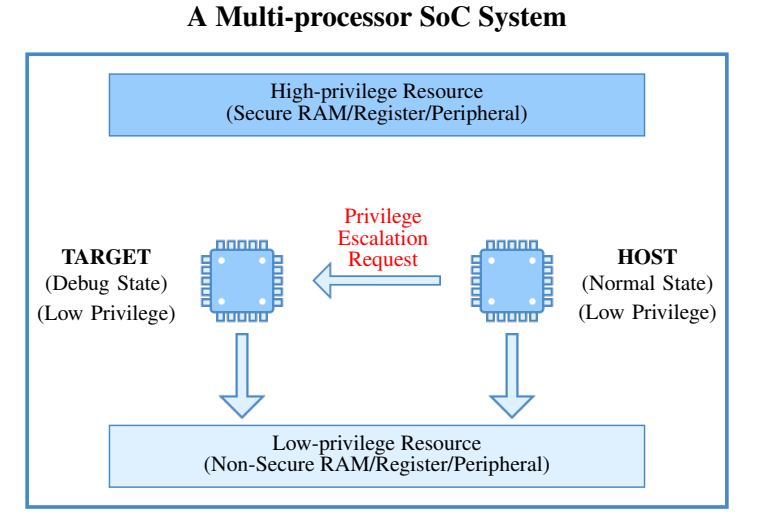 A Multi-processor SoC System
High-privilege Resource
(Secure RAM/Register/Peripheral)
Privilege
Escalation
Request
TARGET
(Debug State)
(Low Privilege)
HOST
(Normal State)
(Low Privilege)
Low-privilege Resource
(Non-Secure RAM/Register/Peripheral)